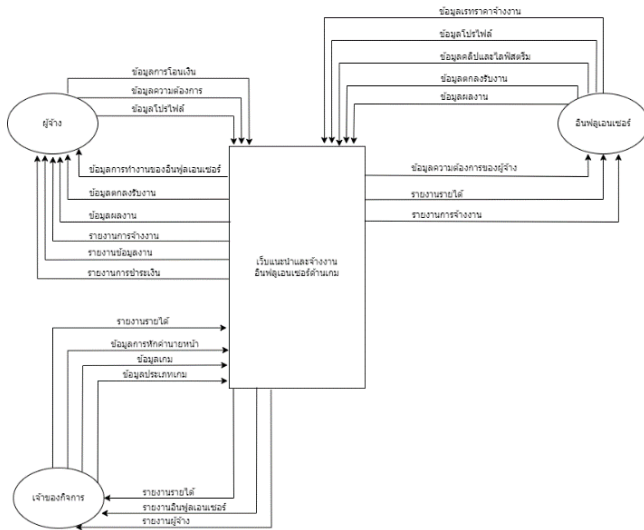 ข้อมูลเรทราคาจ้างงาน
ข้อมูลโปรไฟล์
ข้อมูลคลิปและไลฟ์สตรีม
ข้อมูลตกลงรับงาน
ข้อมูลผลงาน
อินฟลูเอนเซอร์
ข้อมูลการโอนเงิน
ข้อมูลความต้องการ
ข้อมูลโปรไฟล์
ผู้จ้าง
ข้อมูลการทำงานของอินฟลูเอนเซอร์
ข้อมูลตกลงรับงาน
ข้อมูลผลงาน
รายงานการจ้างงาน
รายงานข้อมูลงาน
รายงานการชำระเงิน
ข้อมูลความต้องการของผู้จ้าง
รายงานรายได้
รายงานการจ้างงาน
เว็บแนะนำและจ้างงาน
อินฟลูเอนเซอร์ด้านเกม
รายงานรายได้
ข้อมูลการหักค่านายหน้า
ข้อมูลเกม
ข้อมูลประเภทเกม
เจ้าของกิจการ
รายงานรายได้
รายงานอินฟูลเอนเซอร์
รายงานผู้จ้าง